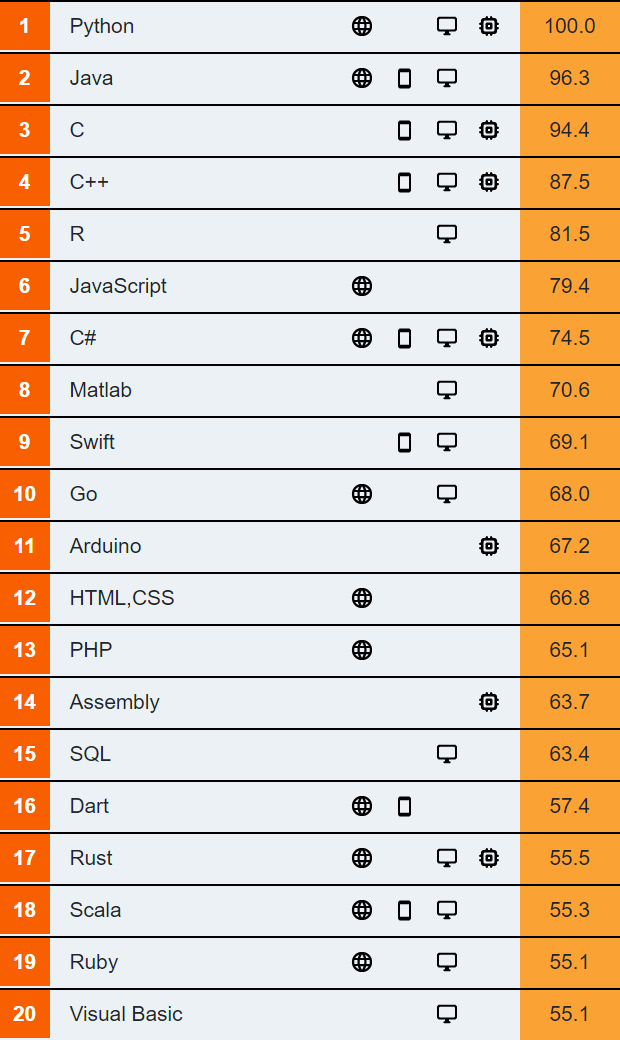 1 Python 100.0
2 Java 96.3
3 C 94.4
4 C++ 87.5
5 R 81.5
6 JavaScript 79.4
7 C# 74.5
8 Matlab 70.6
9 Swift 69.1
10 Go 68.0
11 Arduino 67.2
12 HTML,CSS 66.8
13 PHP 65.1
14 Assembly 63.7
15 SQL 63.4
16 Dart 57.4
17 Rust 55.5
18 Scala 55.3
19 Ruby 55.1
20 Visual Basic 55.1